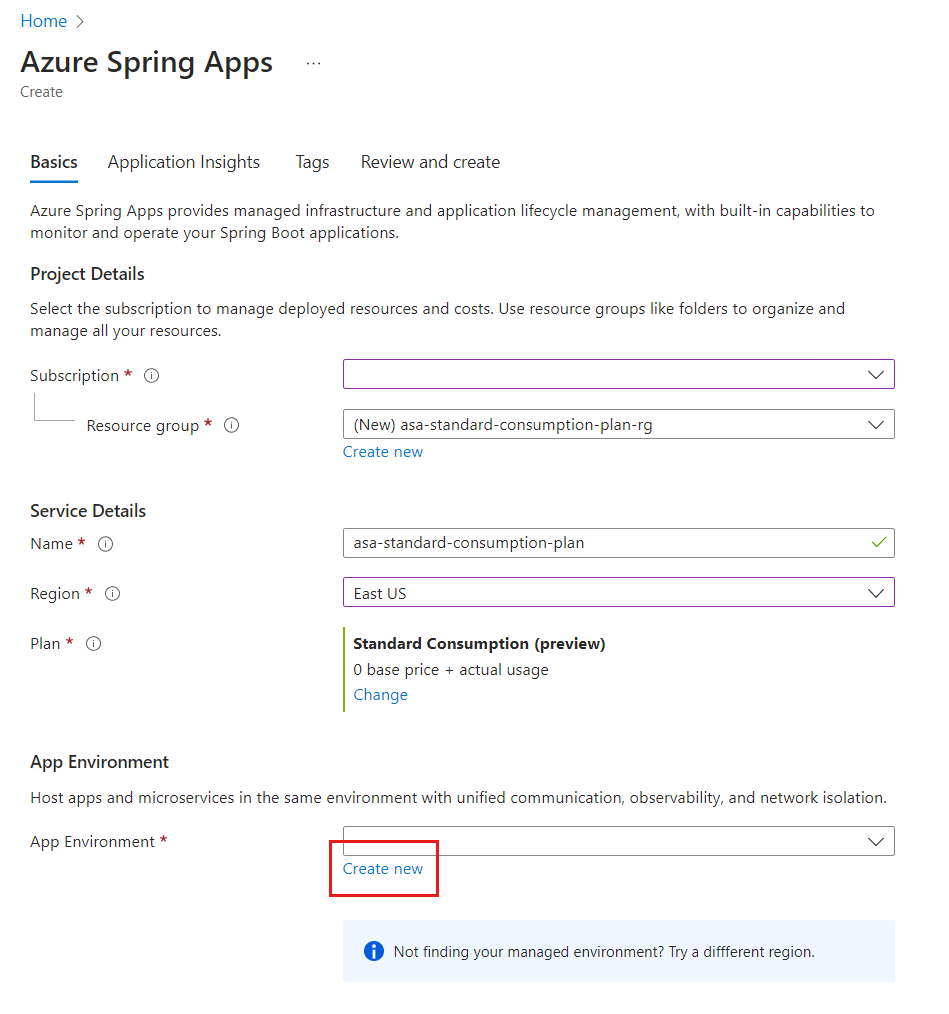 Home
Azure Spring Apps ...
Create
Basics Application Insights Tags Review and create
Azure Spring Apps provides managed infrastructure and application lifecycle management, with built-in capabilities to
monitor and operate your Spring Boot applications.
Project Details
Select the subscription to manage deployed resources and costs. Use resource groups like folders to organize and
manage all your resources.
Subscription *
Resource group * (New) asa-standard-consumption-plan-rg
Create new
Service Details
Name * asa-standard-consumption-plan
Region * East US
Plan * Standard Consumption (preview)
0 base price + actual usage
Change
App Environment
Host apps and microservices in the same environment with unified communication, observability, and network isolation.
App Environment *
Create new
Not finding your managed environment? Try a diffferent region.